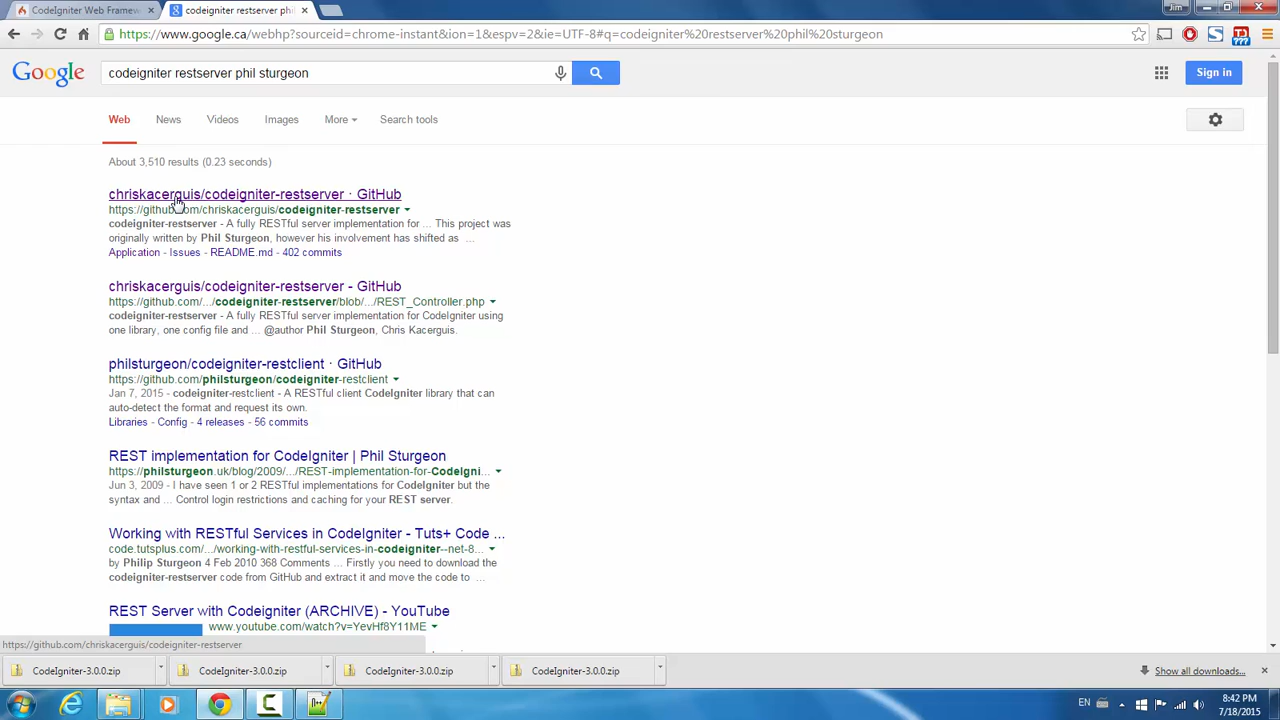 Jim
CodeIgniter Web Framew
codeigniter restserver phil
https://www.google.ca/webhp?sourceid=chrome-instant&ion=1&espv=2&ie=UTF-8#q=codeigniter%20restserver%20phil%20sturgeon
Google
codeigniter restserver phil sturgeon
Sign in
Web News Videos Images More Search tools
About 3,510 results (0.23 seconds)
chriskacerguis/codeigniter-restserver · GitHub
https://github.com/chriskacerguis/codeigniter-restserver
codeigniter-restserver - A fully RESTful server implementation for ... This project was
originally written by Phil Sturgeon, however his involvement has shifted as ...
Application - Issues - README.md - 402 commits
chriskacerguis/codeigniter-restserver - GitHub
https://github.com/.../codeigniter-restserver/blob/.../REST_Controller.php
codeigniter-restserver - A fully RESTful server implementation for CodeIgniter using
one library, one config file and ... @author Phil Sturgeon, Chris Kacerguis.
philsturgeon/codeigniter-restclient · GitHub
https://github.com/philsturgeon/codeigniter-restclient
Jan 7, 2015 - codeigniter-restclient - A RESTful client CodeIgniter library that can
auto-detect the format and request its own.
Libraries - Config - 4 releases - 56 commits
REST implementation for CodeIgniter | Phil Sturgeon
https://philsturgeon.uk/blog/2009/.../REST-implementation-for-CodeIgni...
Jun 3, 2009 - I have seen 1 or 2 RESTful implementations for CodeIgniter but the
syntax and ... Control login restrictions and caching for your REST server.
Working with RESTful Services in CodeIgniter - Tuts+ Code ...
code.tutsplus.com/.../working-with-restful-services-in-codeigniter--net-8...
by Philip Sturgeon 4 Feb 2010 368 Comments ... Firstly you need to download the
codeigniter-restserver code from GitHub and extract it and move the code to ...
REST Server with Codeigniter (ARCHIVE) - YouTube
www.youtube.com/watch?v=YevHf8Y11ME
https://github.com/chriskacerguis/codeigniter-restserver
CodeIgniter-3.0.0.zip CodeIgniter-3.0.0.zip CodeIgniter-3.0.0.zip CodeIgniter-3.0.0.zip Show all downloads...
EN
8:42 PM
7/18/2015